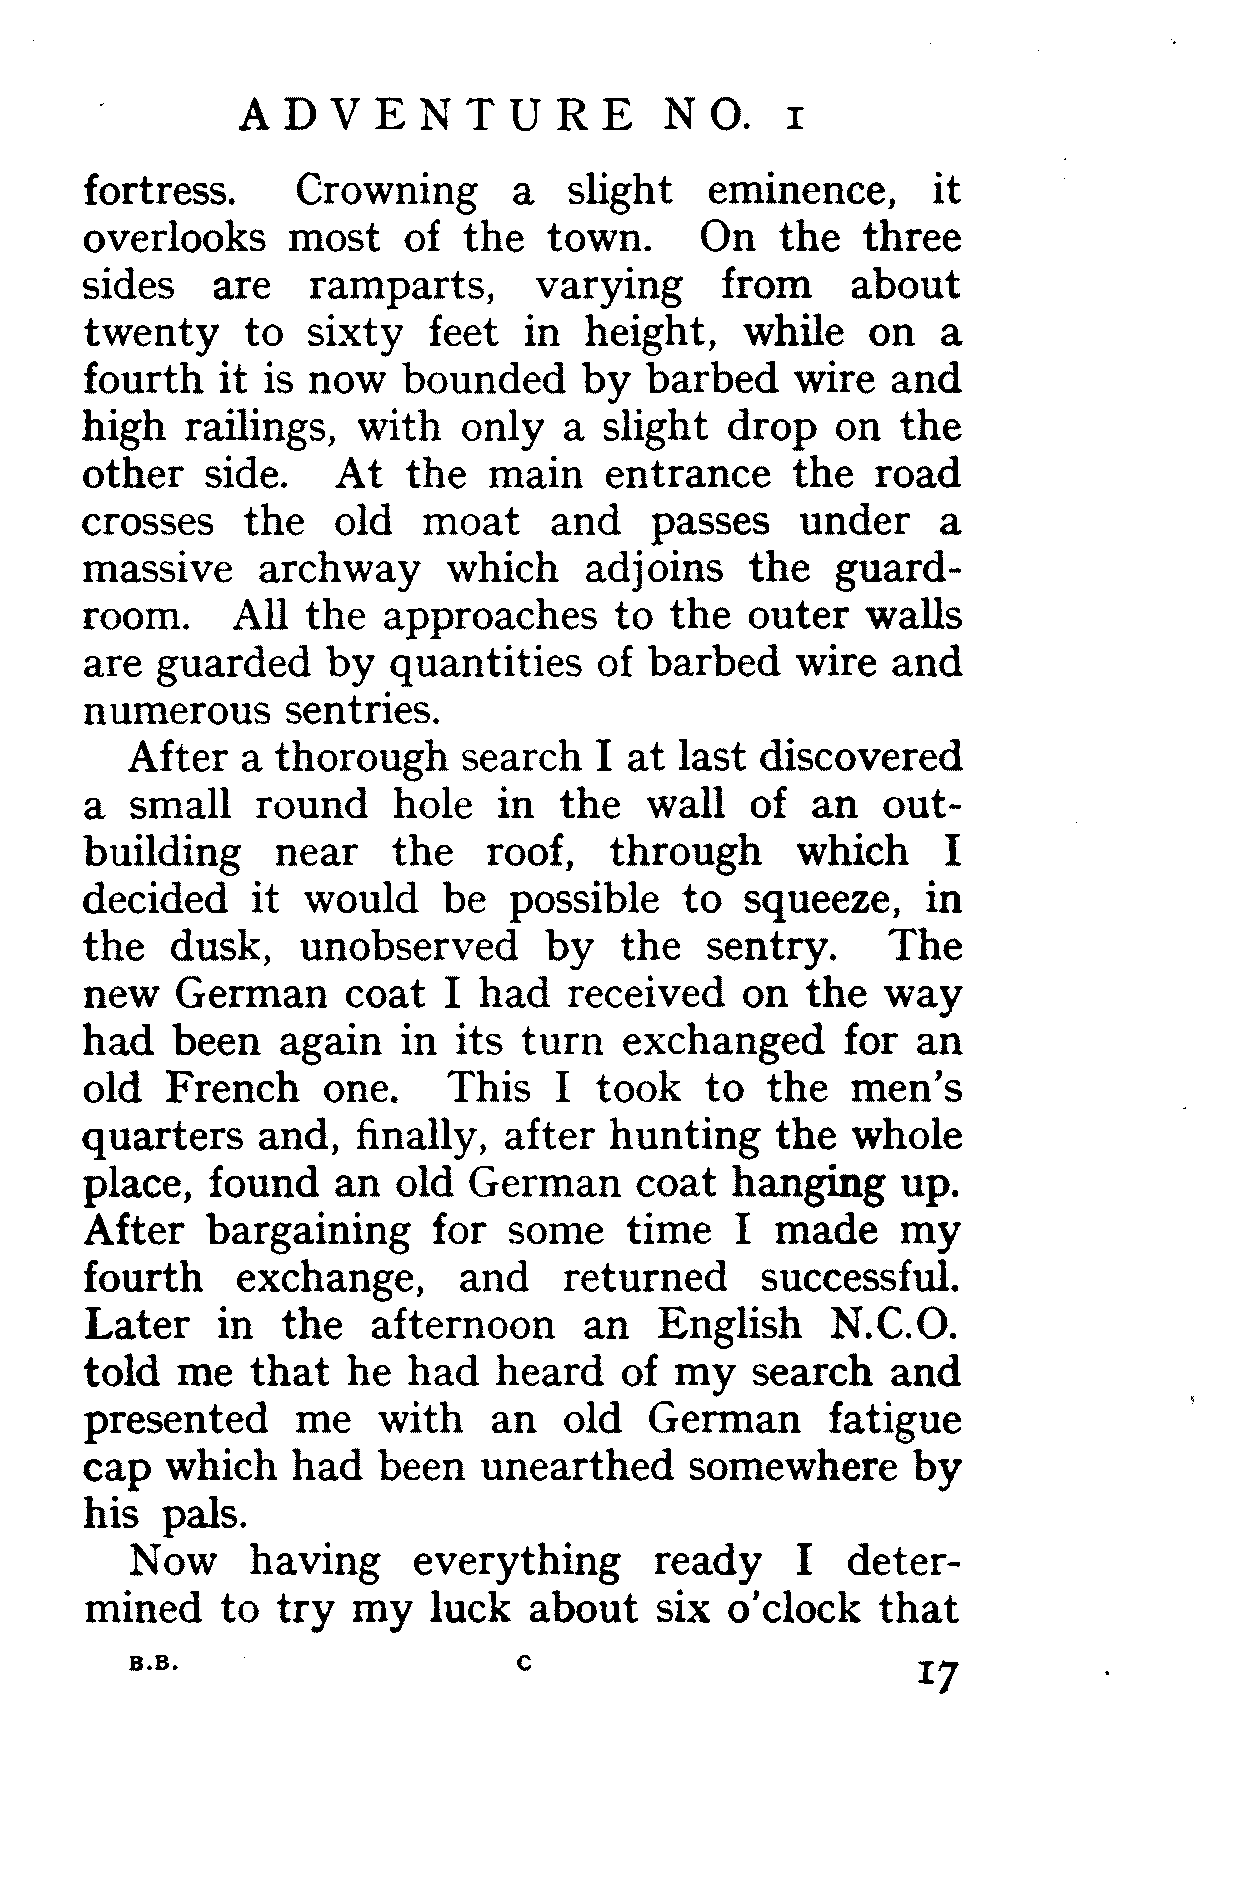 ADVENTURE NO. 1
fortress. Crowning a slight eminence, it
overlooks most of the town. On the three
sides are ramparts, varying from about
twenty to sixty feet in height, while on a
fourth it is now bounded by barbed wire and
high railings, with only a slight drop on the
other side. At the main entrance the road
crosses the old moat and passes under a
massive archway which adjoins the guard-
room. All the approaches to the outer walls
are guarded by quantities of barbed wire and
numerous sentries.
After a thorough search I at last discovered
a small round hole in the wall of an out-
building near the roof, through which I
decided it would be possible to squeeze, in
the dusk, unobserved by the sentry. The
new German coat I had received on the way
had been again in its turn exchanged for an
old French one. This I took to the men's
quarters and, finally, after hunting the whole
place, found an old German coat hanging up.
After bargaining for some time I made my
fourth exchange, and returned successful.
Later in the afternoon an English N.C.O.
told me that he had heard of my search and
presented me with an old German fatigue
cap which had been unearthed somewhere by
his pals.
Now having everything ready I deter-
mined to try my luck about six o'clock that
B.B. C 17